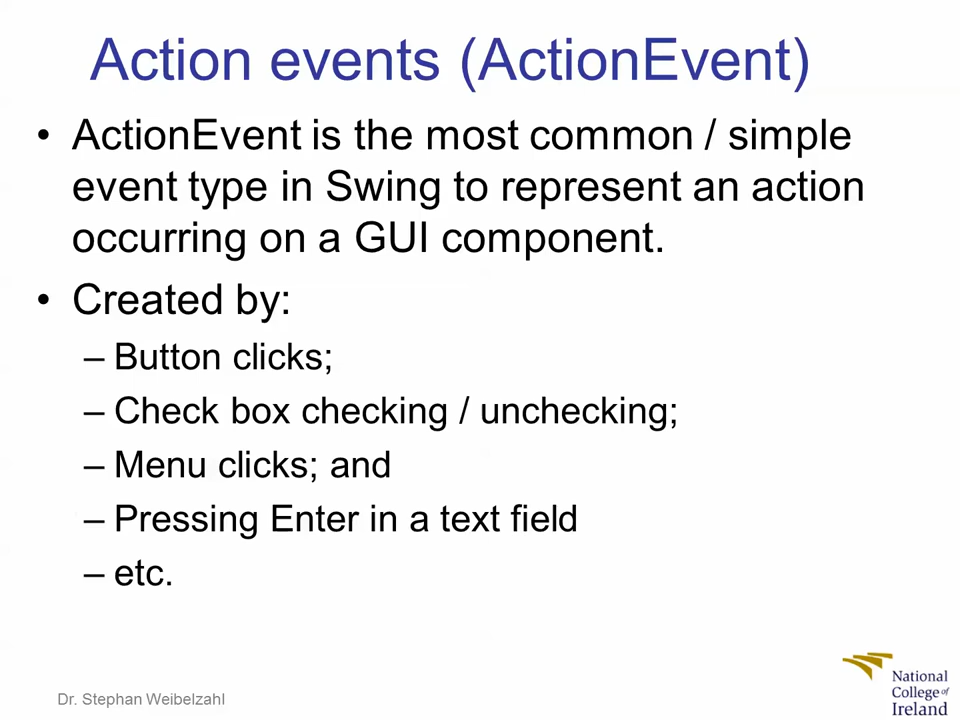 Action events (ActionEvent)
• ActionEvent is the most common / simple
event type in Swing to represent an action
occurring on a GUI component.
• Created by:
– Button clicks;
– Check box checking / unchecking;
– Menu clicks; and
– Pressing Enter in a text field
– etc.
Dr. Stephan Weibelzahl
National
College of
Ireland